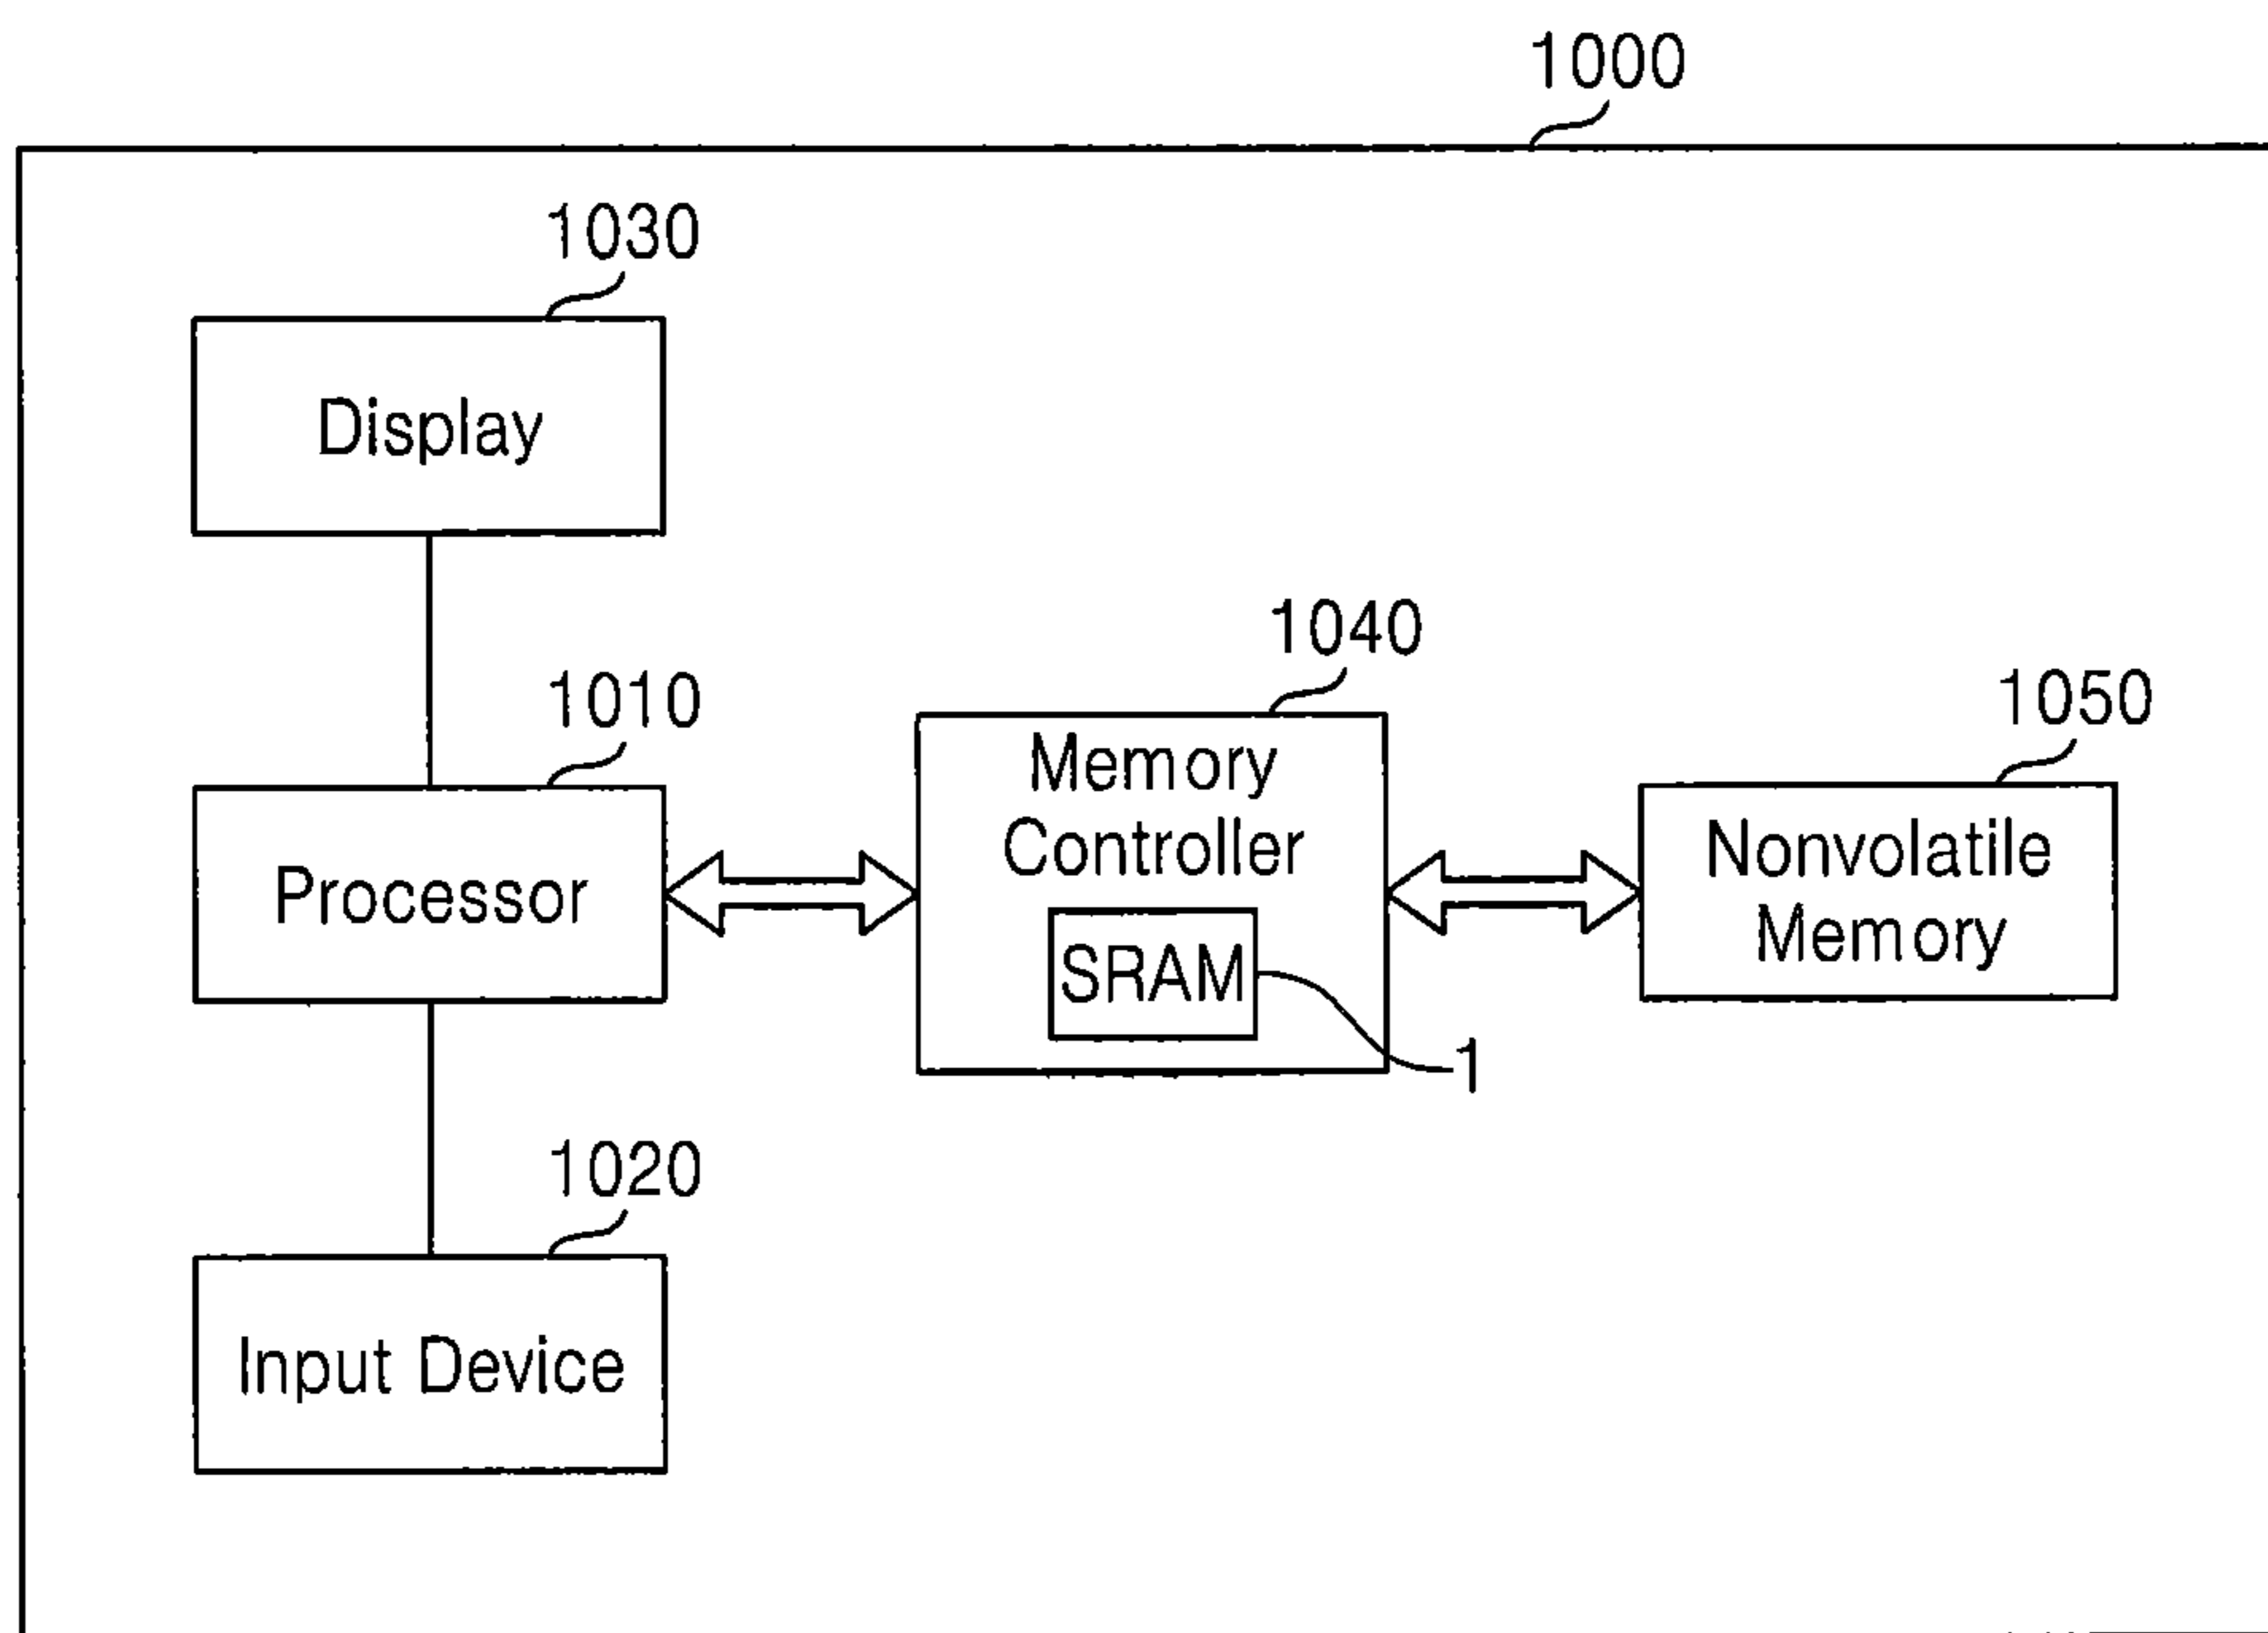 1000
1030
Display
1010
Processor
1040
Memory
Controller
SRAM
1
1050
Nonvolatile
Memory
1020
Input Device